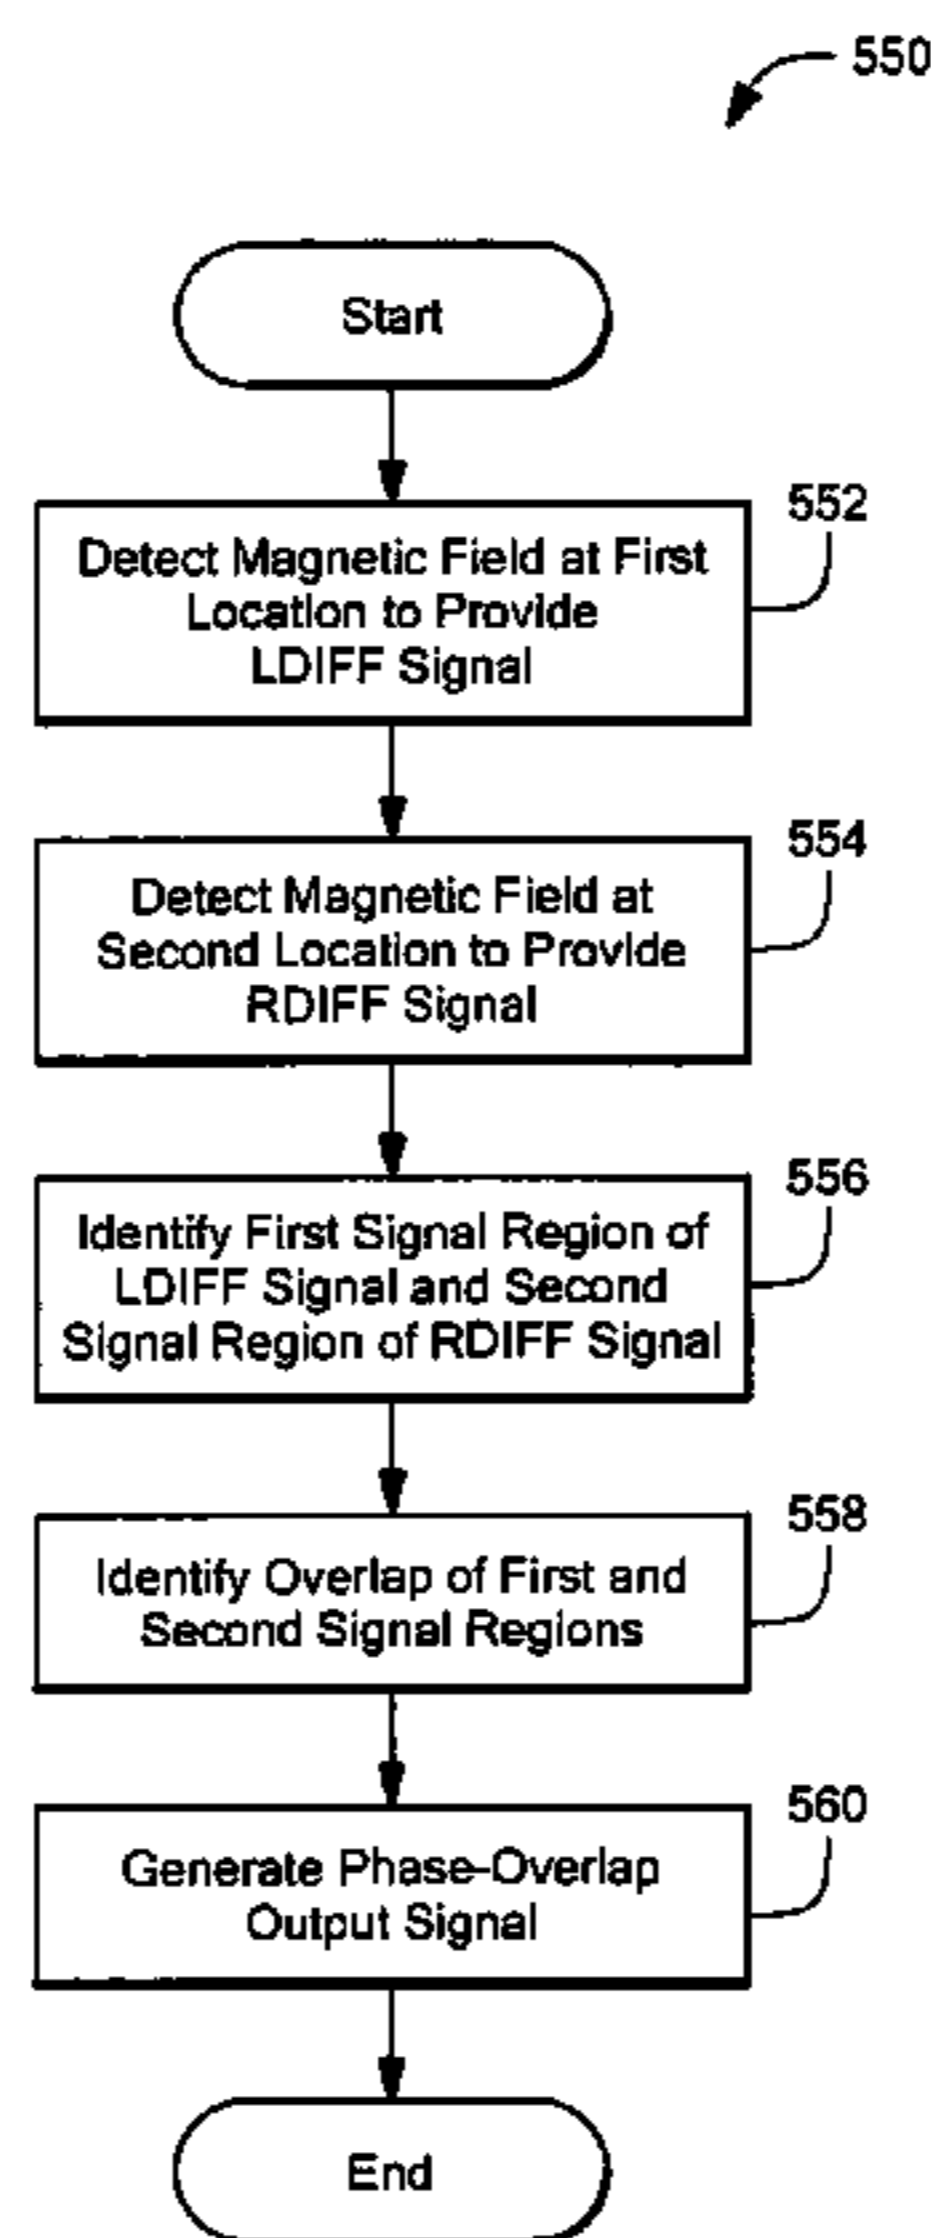 550
Start
552
Detect Magnetic Field at First
Location to Provide
LDIFF Signal
554
Detect Magnetic Field at
Second Location to Provide
RDIFF Signal
556
Identify First Signal Region of
LDIFF Signal and Second
Signal Region of RDIFF Signal
558
Identify Overlap of First and
Second Signal Regions
560
Generate Phase-Overlap
Output Signal
End